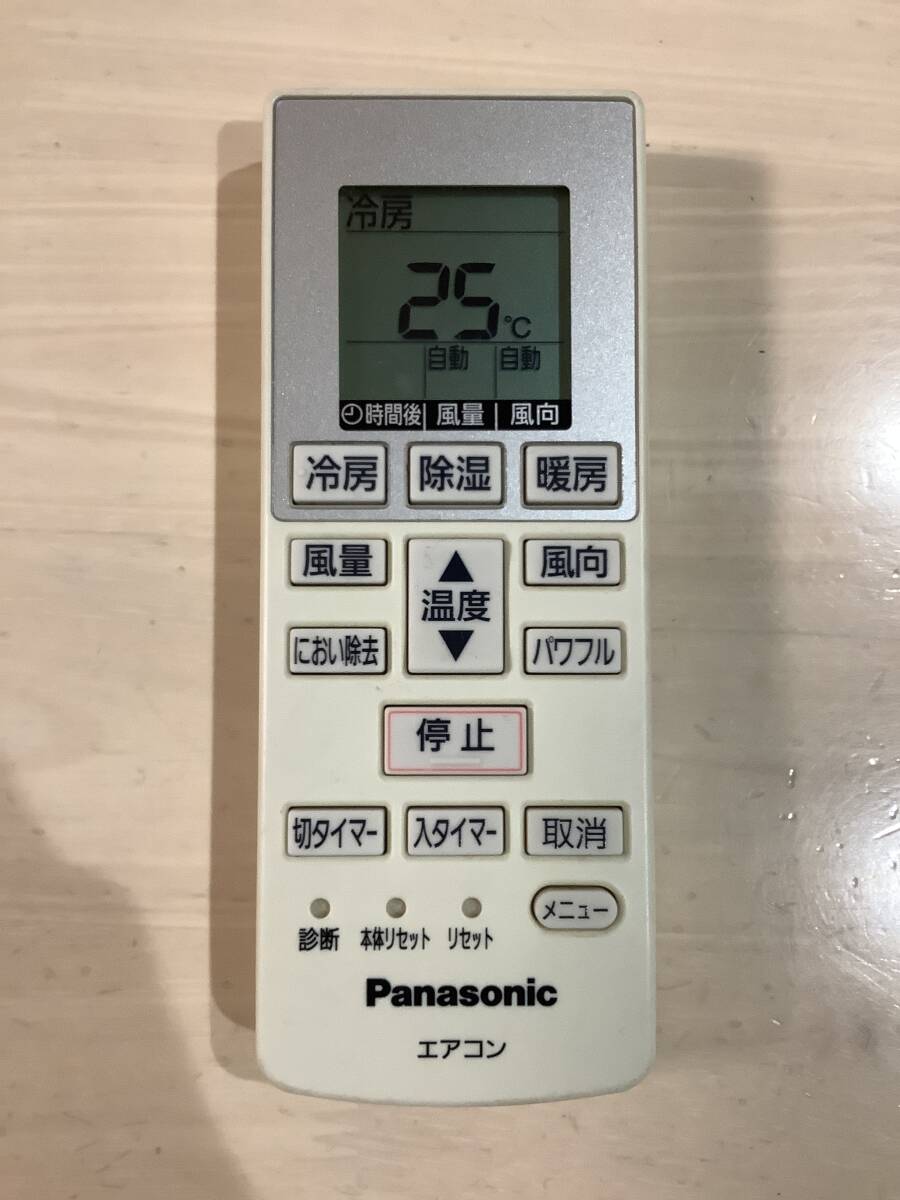 冷房
25℃
自動 自動
時間後 風量 風向
冷房 除湿 暖房
風量 温度 風向
におい除去 パワフル
停止
切タイマー 入タイマー 取消
メニュー
診断 本体リセット リセット
Panasonic
エアコン